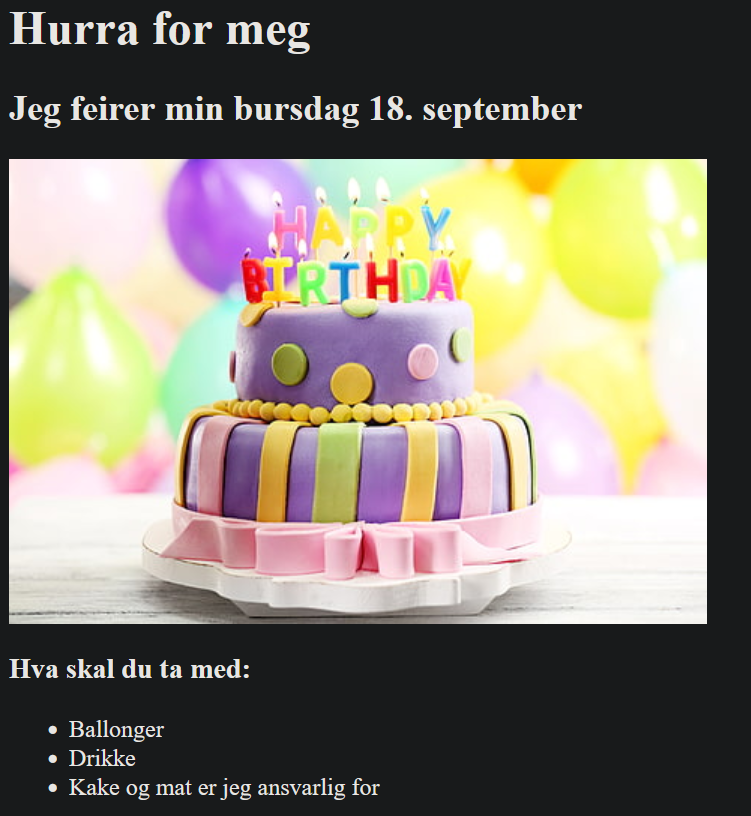 Hurra for meg
Jeg feirer min bursdag 18. september
HAPPY
BIRTHDAY
Hva skal du ta med:
Ballonger
Drikke
Kake og mat er jeg ansvarlig for